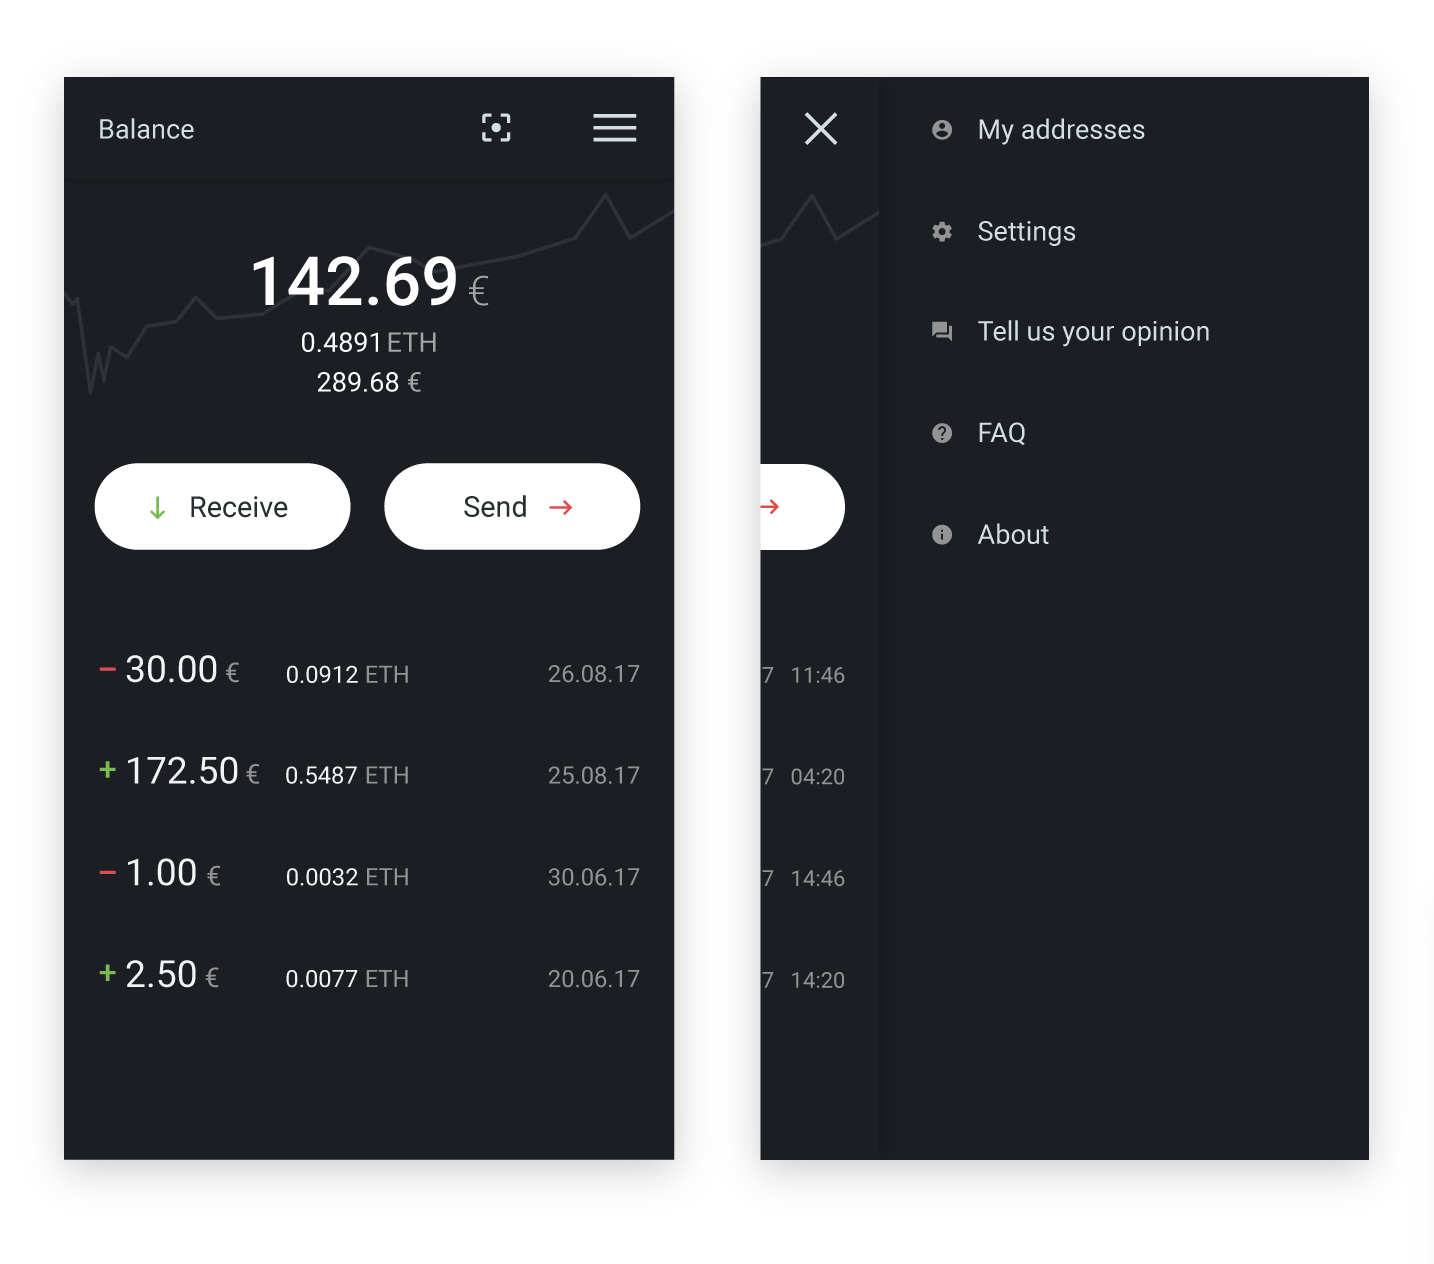 Balance
142.69 €
0.4891 ETH
289.68 €
Receive
Send
30.00 € 0.0912 ETH 26.08.17
+ 172.50 € 0.5487 ETH 25.08.17
1.00 € 0.0032 ETH 30.06.17
+ 2.50 € 0.0077 ETH 20.06.17
My addresses
Settings
Tell us your opinion
FAQ
About
7 11:46
7 04:20
7 14:46
7 14:20